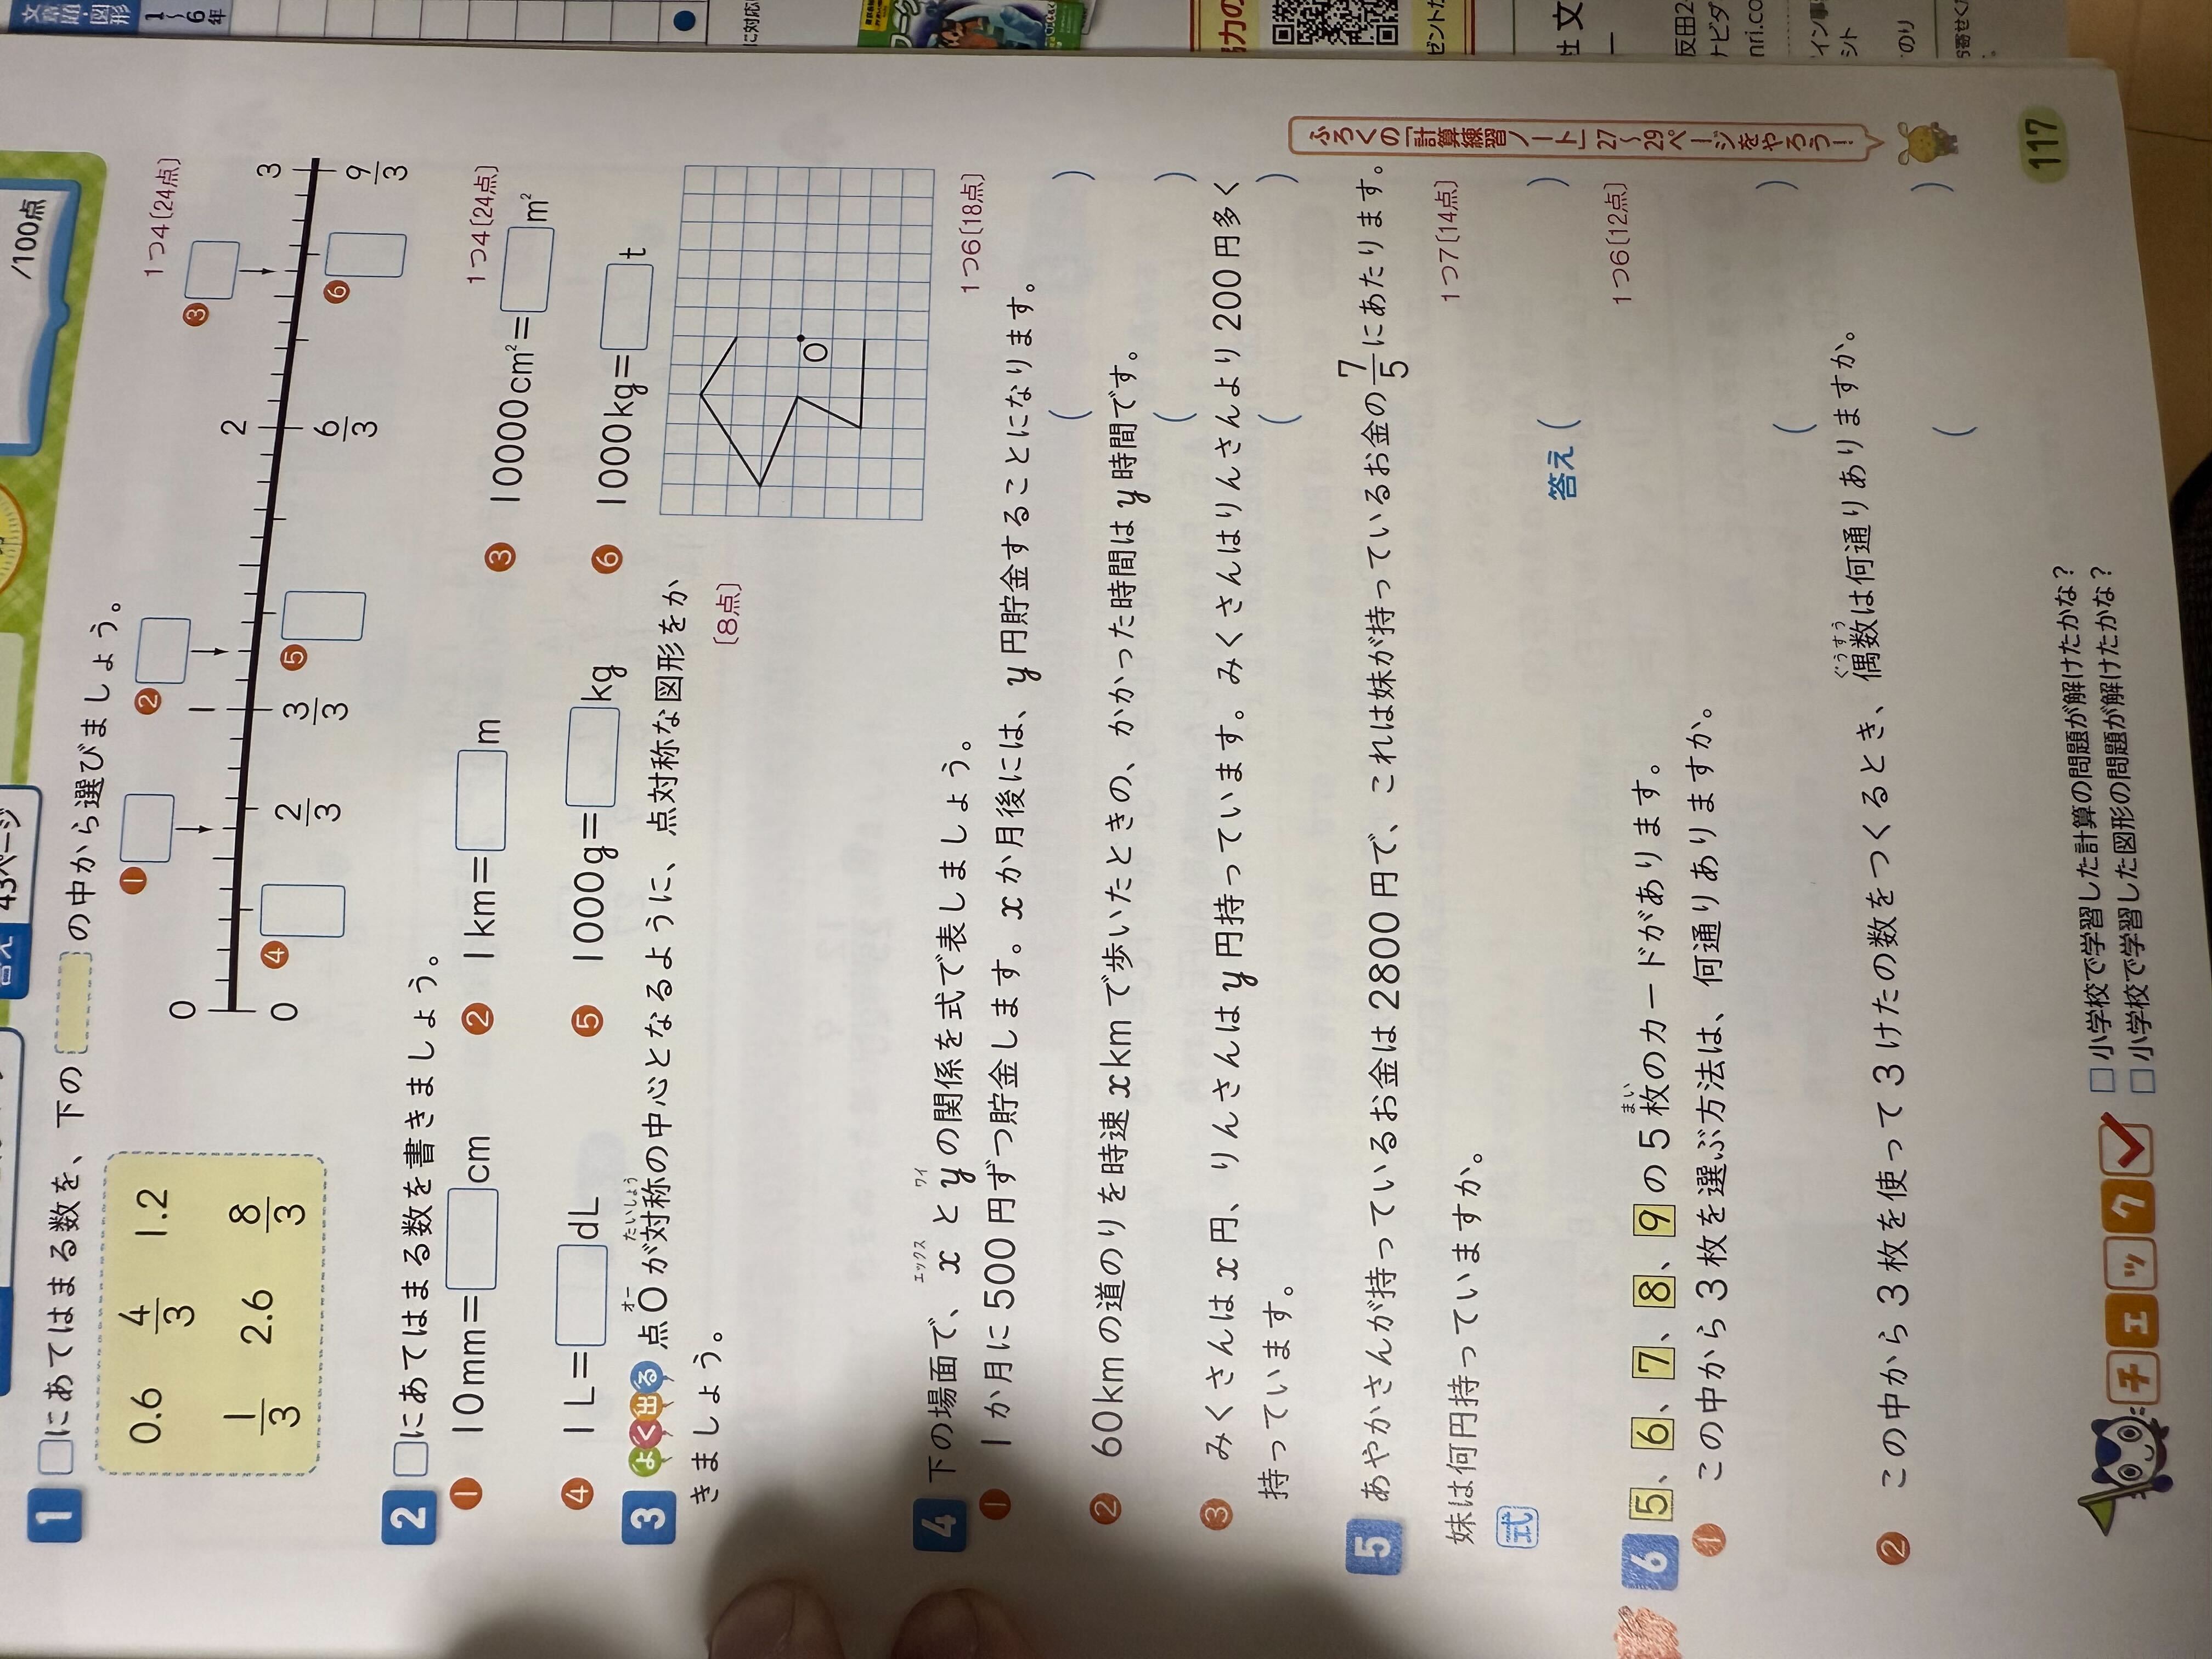 文章題・図形
1〜6年
に対応
/100点
43ページ
1 □にあてはまる数を、下の の中から選びましょう。
1つ4〔24点〕
0.6 4/3 1.2
1/3 2.6 8/3
❶ ❷ ❸
0 1 2 3
0 2/3 3/3 6/3 9/3
❹ ❺ ❻
2 □にあてはまる数を書きましょう。
1つ4〔24点〕
❶ 10mm=□cm ❷ 1km=□m ❸ 10000cm²=□m²
❹ 1L=□dL ❺ 1000g=□kg ❻ 1000kg=□t
3 よく出る 点O(オー)が対称(たいしょう)の中心となるように、点対称な図形をか
きましょう。 〔8点〕
O
4 下の場面で、x(エックス)とy(ワイ)の関係を式で表しましょう。
1つ6〔18点〕
❶ 1か月に500円ずつ貯金します。xか月後には、y円貯金することになります。
( )
❷ 60kmの道のりを時速xkmで歩いたときの、かかった時間はy時間です。
( )
❸ みくさんはx円、りんさんはy円持っています。みくさんはりんさんより200円多く
持っています。 ( )
5 あやかさんが持っているお金は2800円で、これは妹が持っているお金の7/5にあたります。
妹は何円持っていますか。 1つ7〔14点〕
式
答え ( )
6 5、6、7、8、9の5枚(まい)のカードがあります。
1つ6〔12点〕
❶ この中から3枚を選ぶ方法は、何通りありますか。
( )
❷ この中から3枚を使って3けたの数をつくるとき、偶数(ぐうすう)は何通りありますか。
( )
ふろくの「計算練習ノート」27〜29ページをやろう！
チェック
□小学校で学習した計算の問題が解けたかな？
□小学校で学習した図形の問題が解けたかな？
117